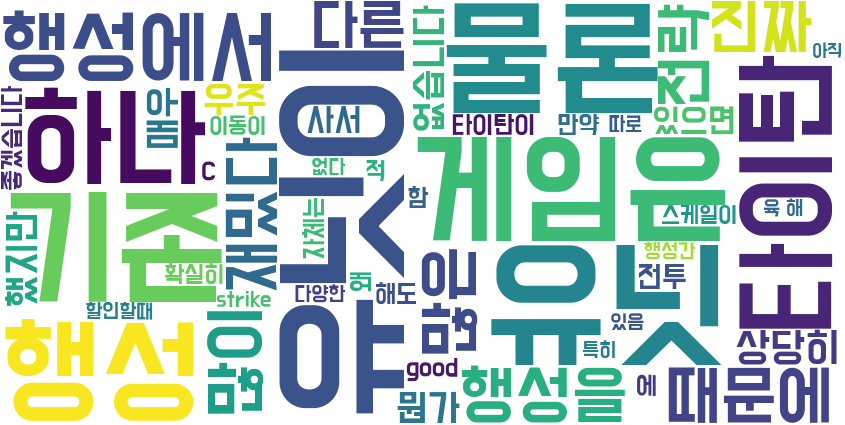 행성에서
다른
물론
전략
진짜
아직
없습니다
좋겠습니다
하나
우주
이동이
사서
타이탄이
만약
따로
있으면
타이탄
없다
적
C
재밌다
게임은
기존
함
스케일이
육해
자체는
했지만
확실히
행성간
전투
strike
다양한
해도
할인할때
유닛
있음
특히
상당히
행성
good
뭔가
행성을
에
때문에